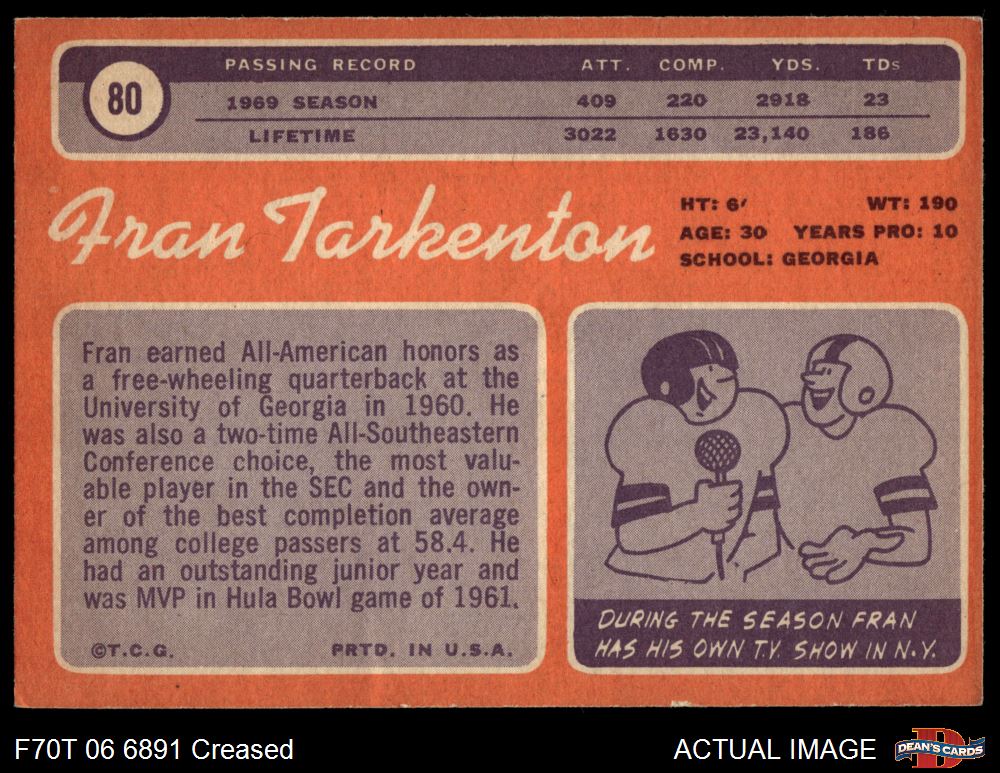 80
PASSING RECORD ATT. COMP. YDS. TDs
1969 SEASON 409 220 2918 23
LIFETIME 3022 1630 23,140 186
Fran Tarkenton
HT: 6' WT: 190
AGE: 30 YEARS PRO: 10
SCHOOL: GEORGIA
Fran earned All-American honors as
a free-wheeling quarterback at the
University of Georgia in 1960. He
was also a two-time All-Southeastern
Conference choice, the most valu-
able player in the SEC and the own-
er of the best completion average
among college passers at 58.4. He
had an outstanding junior year and
was MVP in Hula Bowl game of 1961.
©T.C.G. PRTD. IN U.S.A.
DURING THE SEASON FRAN
HAS HIS OWN T.V. SHOW IN N.Y.
F70T 06 6891 Creased
ACTUAL IMAGE
DEAN'S CARDS